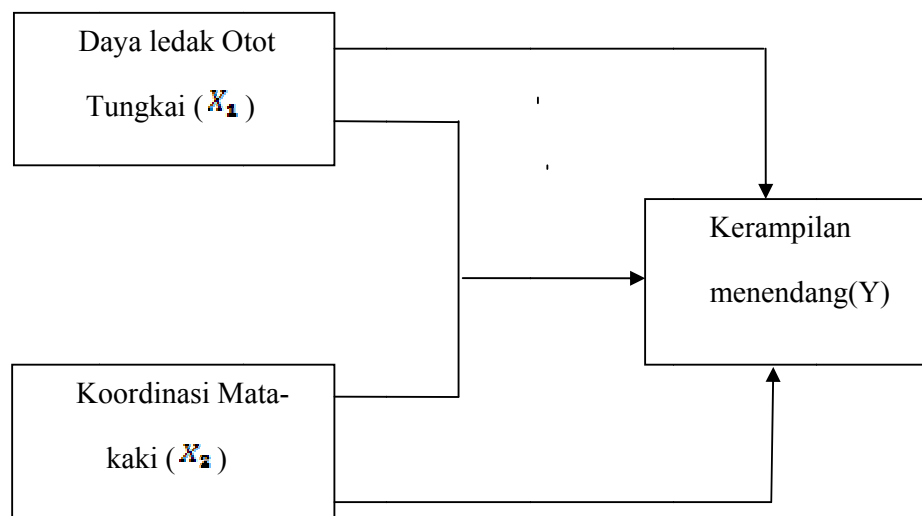 Daya ledak Otot
Tungkai ( X₁ )
Kerampilan
menendang(Y)
Koordinasi Mata-
kaki ( X₂ )